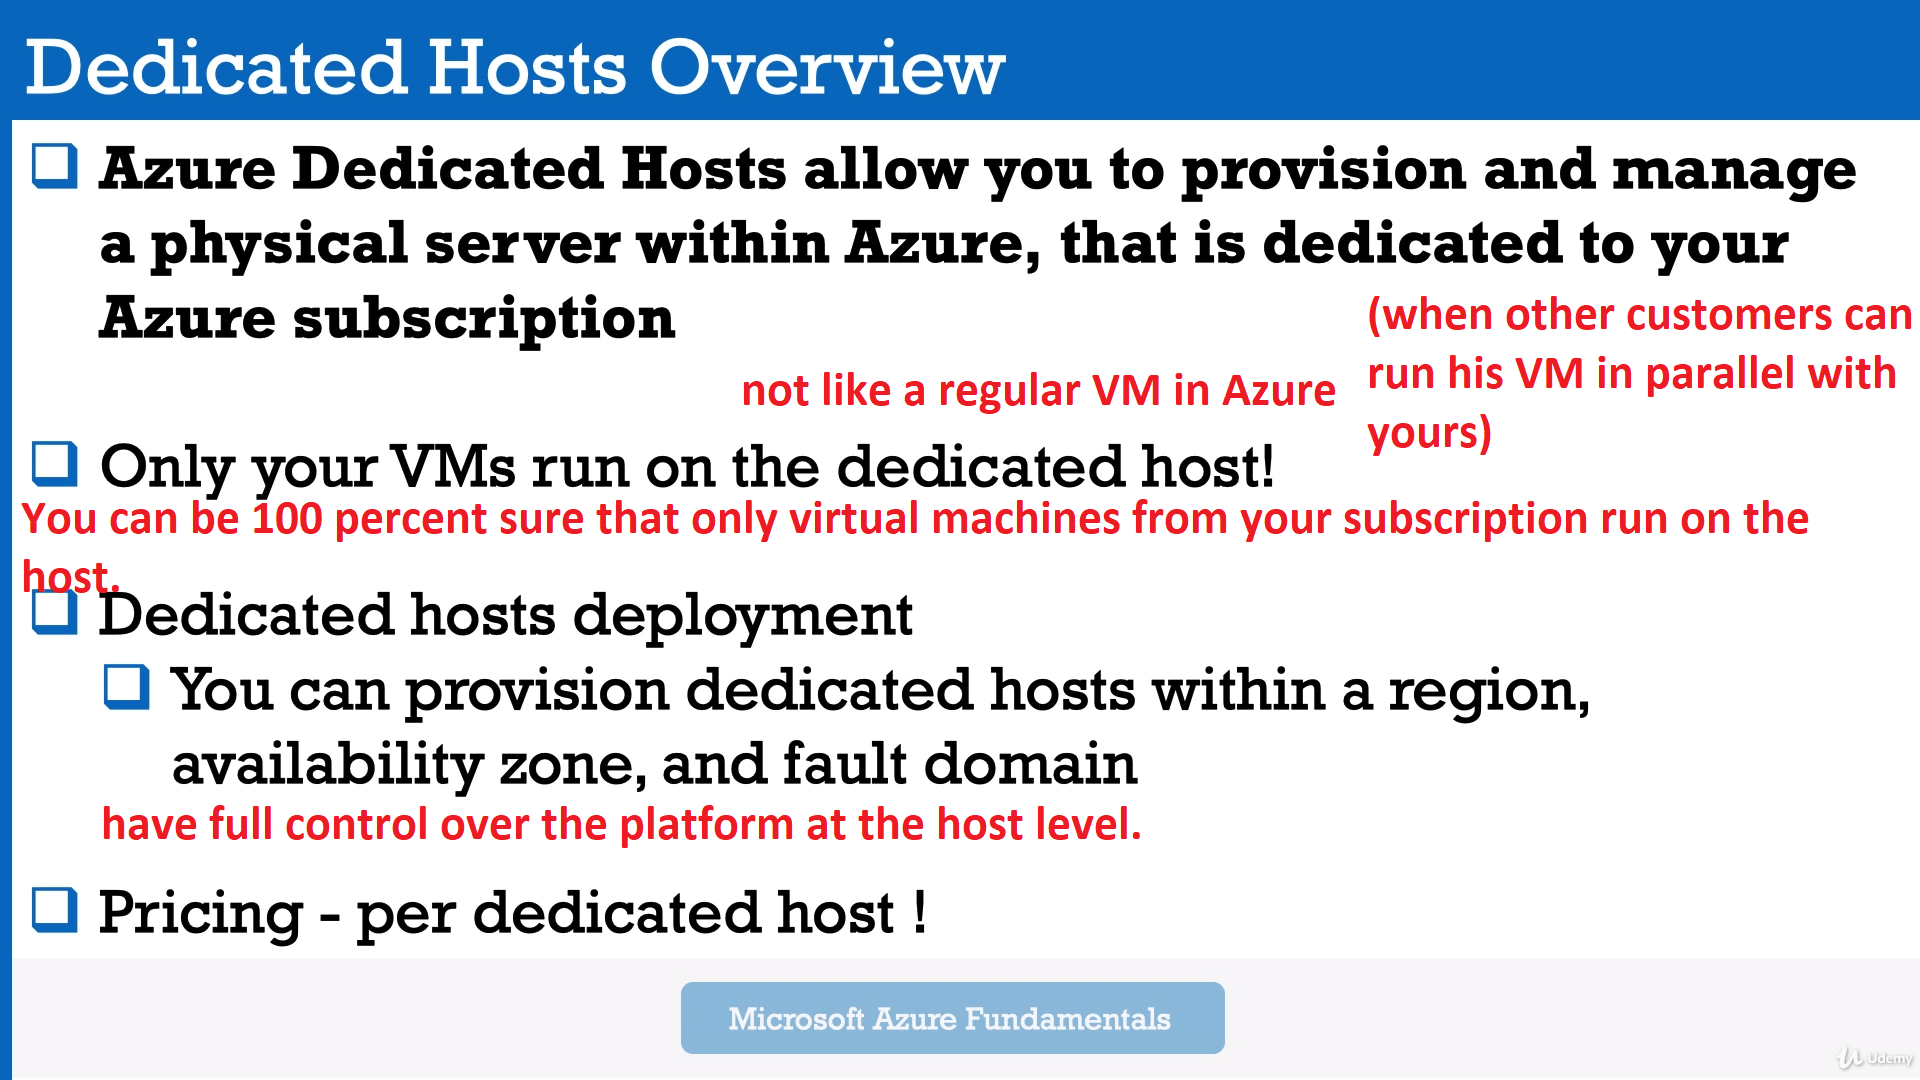 Dedicated Hosts Overview
Azure Dedicated Hosts allow you to provision and manage
a physical server within Azure, that is dedicated to your
Azure subscription
(when other customers can
run his VM in parallel with
yours)
not like a regular VM in Azure
Only your VMs run on the dedicated host!
You can be 100 percent sure that only virtual machines from your subscription run on the
host.
Dedicated hosts deployment
You can provision dedicated hosts within a region,
availability zone, and fault domain
have full control over the platform at the host level.
Pricing - per dedicated host !
Microsoft Azure Fundamentals
Udemy